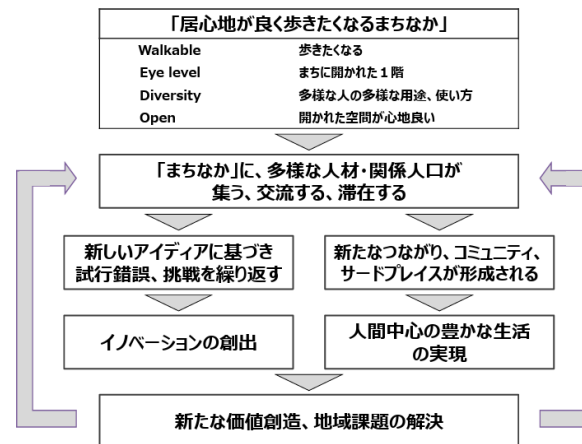 「居心地が良く歩きたくなるまちなか」
Walkable 歩きたくなる
Eye level まちに開かれた１階
Diversity 多様な人の多様な用途、使い方
Open 開かれた空間が心地良い
「まちなか」に、多様な人材・関係人口が
集う、交流する、滞在する
新しいアイディアに基づき
試行錯誤、挑戦を繰り返す
新たなつながり、コミュニティ、
サードプレイスが形成される
イノベーションの創出
人間中心の豊かな生活
の実現
新たな価値創造、地域課題の解決